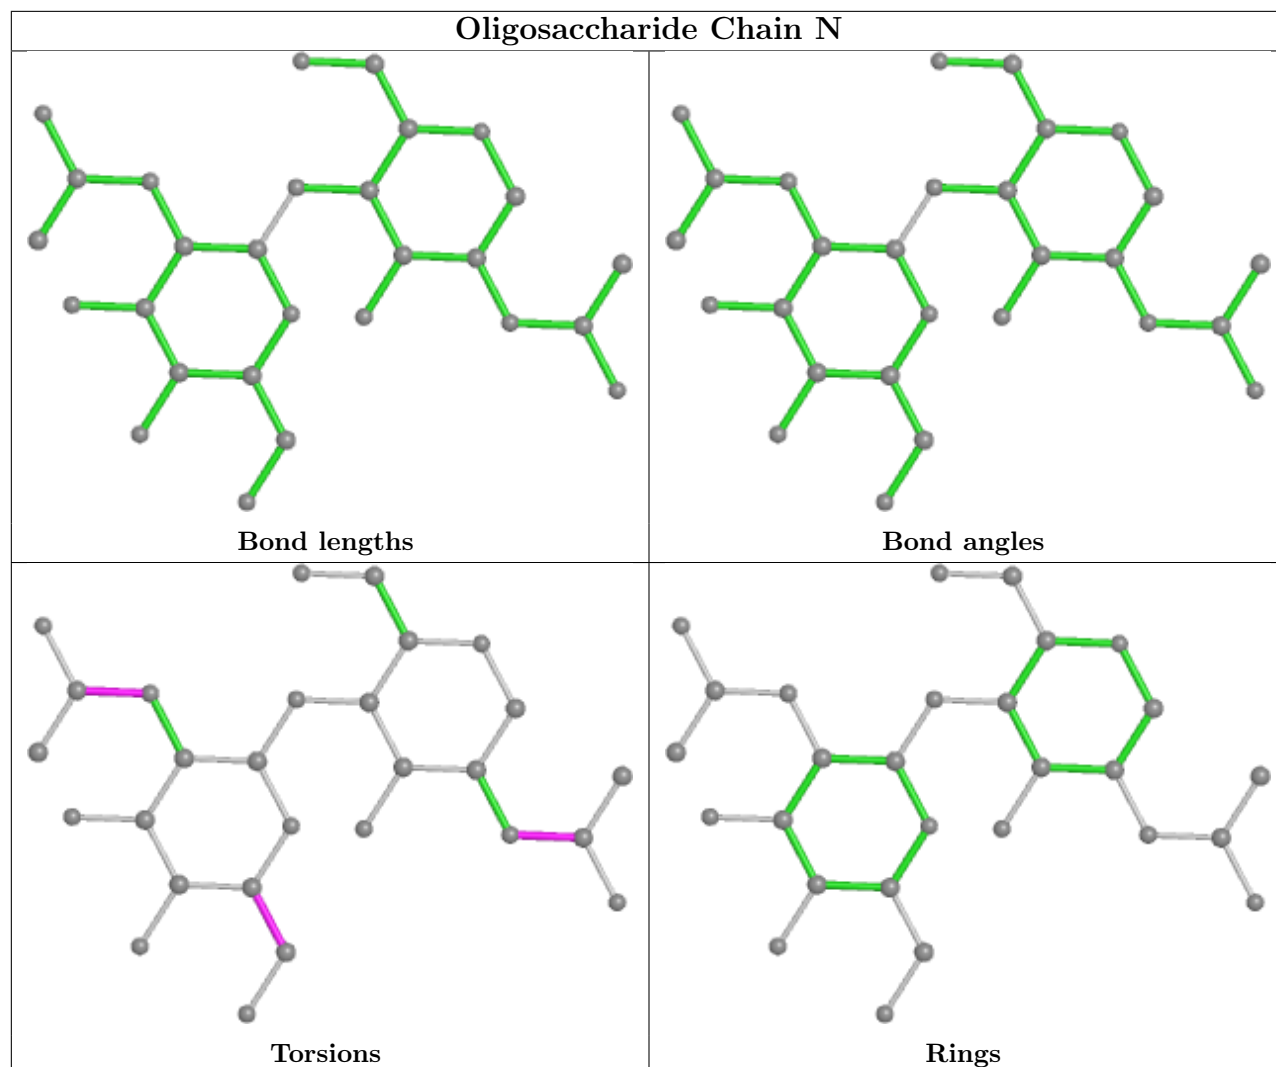 Oligosaccharide Chain N
Bond lengths
Bond angles
Torsions
Rings